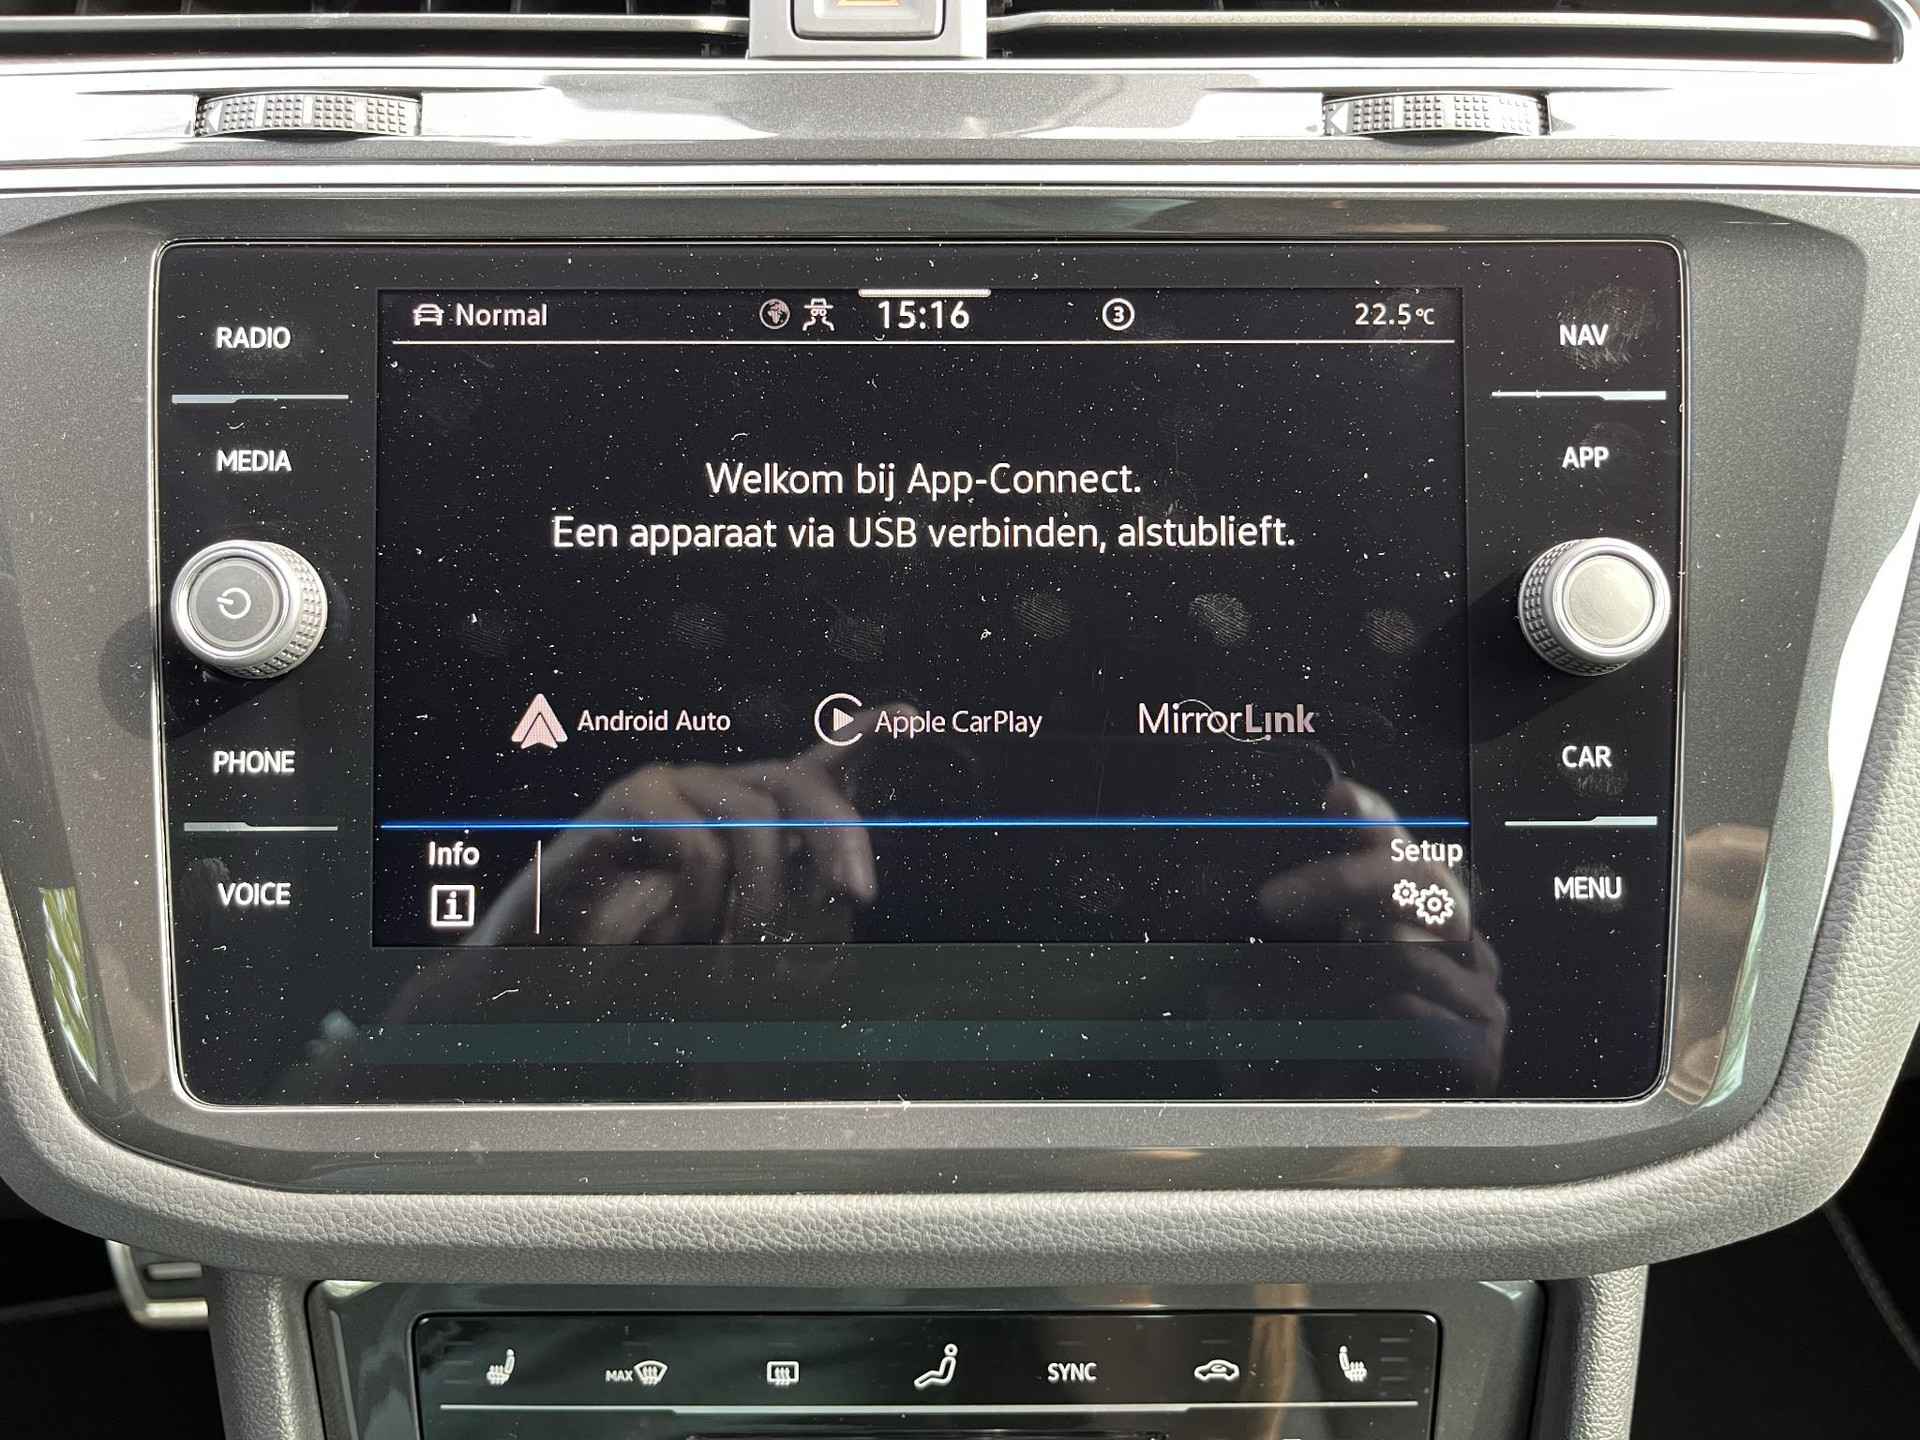 Normal 15:16 3 22.5°C
RADIO
NAV
MEDIA
APP
Welkom bij App-Connect.
Een apparaat via USB verbinden, alstublieft.
Android Auto Apple CarPlay MirrorLink
PHONE
CAR
Info
Setup
VOICE
MENU
MAX
SYNC